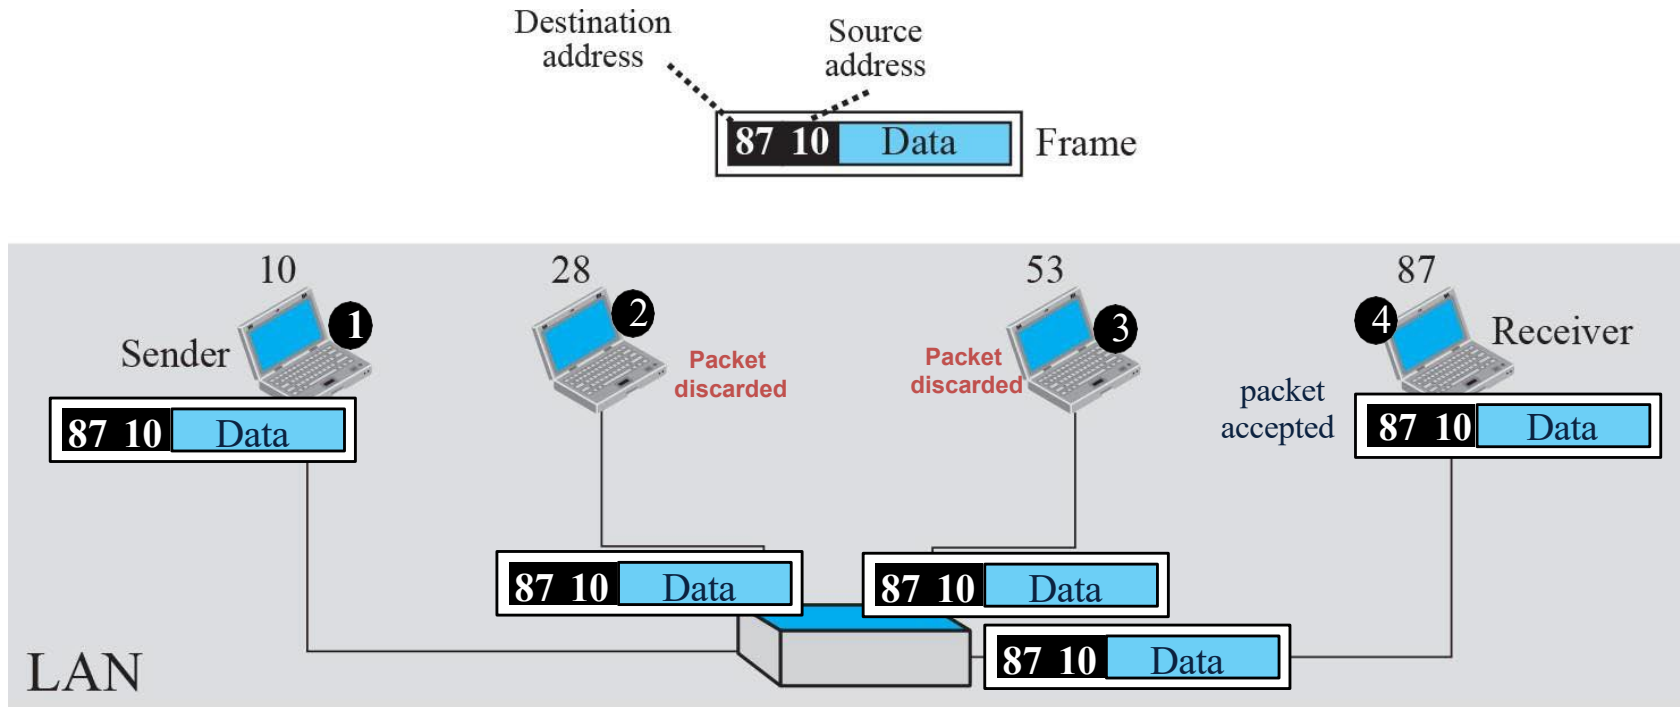 Destination
address
Source
address
87 10 Data
Frame
10
28
53
87
1
2
3
4
Sender
Receiver
Packet
discarded
Packet
discarded
packet
accepted
87 10 Data
87 10 Data
87 10 Data
87 10 Data
87 10 Data
LAN